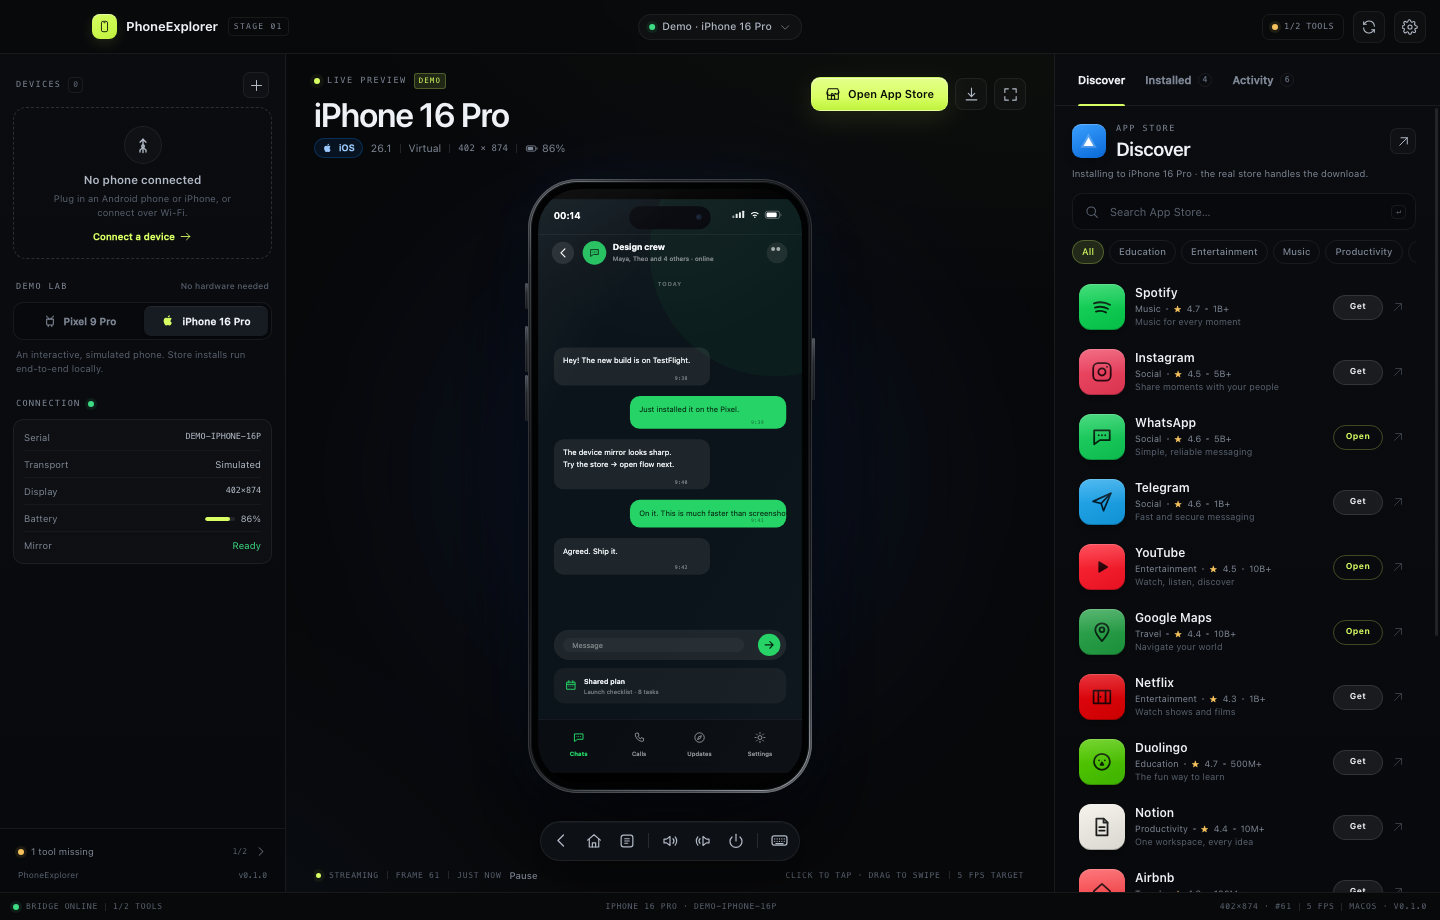 PhoneExplorer STAGE 01
Demo · iPhone 16 Pro
1/2 TOOLS
DEVICES 0
No phone connected
Plug in an Android phone or iPhone, or
connect over Wi-Fi.
Connect a device →
DEMO LAB No hardware needed
Pixel 9 Pro iPhone 16 Pro
An interactive, simulated phone. Store installs run
end-to-end locally.
CONNECTION
Serial DEMO-IPHONE-16P
Transport Simulated
Display 402×874
Battery 86%
Mirror Ready
1 tool missing 1/2
PhoneExplorer v0.1.0
LIVE PREVIEW DEMO
iPhone 16 Pro
iOS 26.1 Virtual 402 × 874 86%
Open App Store
00:14
Design crew
Maya, Theo and 4 others · online
TODAY
Hey! The new build is on TestFlight.
9:38
Just installed it on the Pixel.
9:39
The device mirror looks sharp.
Try the store → open flow next.
9:40
On it. This is much faster than screensho
9:41
Agreed. Ship it.
9:42
Message
Shared plan
Launch checklist · 8 tasks
Chats Calls Updates Settings
STREAMING FRAME 61 JUST NOW Pause
CLICK TO TAP · DRAG TO SWIPE 5 FPS TARGET
Discover Installed 4 Activity 6
APP STORE
Discover
Installing to iPhone 16 Pro · the real store handles the download.
Search App Store...
All Education Entertainment Music Productivity
Spotify
Music · ★ 4.7 · 1B+
Music for every moment
Get
Instagram
Social · ★ 4.5 · 5B+
Share moments with your people
Get
WhatsApp
Social · ★ 4.6 · 5B+
Simple, reliable messaging
Open
Telegram
Social · ★ 4.6 · 1B+
Fast and secure messaging
Get
YouTube
Entertainment · ★ 4.5 · 10B+
Watch, listen, discover
Open
Google Maps
Travel · ★ 4.4 · 10B+
Navigate your world
Open
Netflix
Entertainment · ★ 4.3 · 1B+
Watch shows and films
Get
Duolingo
Education · ★ 4.7 · 500M+
The fun way to learn
Get
Notion
Productivity · ★ 4.4 · 10M+
One workspace, every idea
Get
Airbnb
Get
BRIDGE ONLINE 1/2 TOOLS
IPHONE 16 PRO · DEMO-IPHONE-16P
402×874 · #61 5 FPS MACOS · V0.1.0